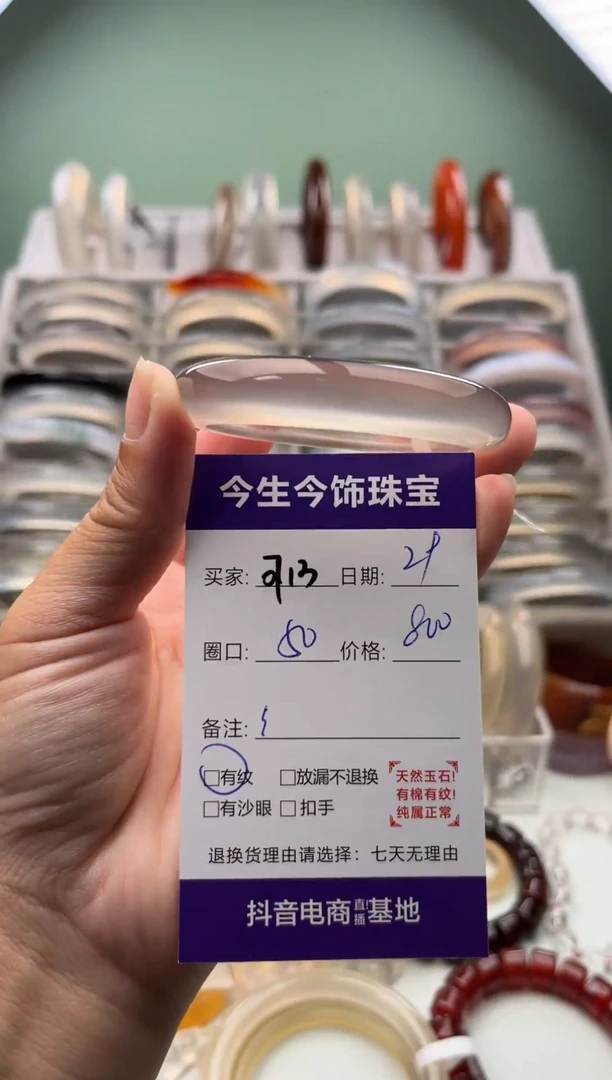 今生今饰珠宝
买家: 日期: 21
圈口: 50 价格: 800
备注:
□有纹 □放漏不退换
□有沙眼 □扣手
天然玉石!
有棉有纹!
纯属正常
退换货理由请选择：七天无理由
抖音电商直播基地